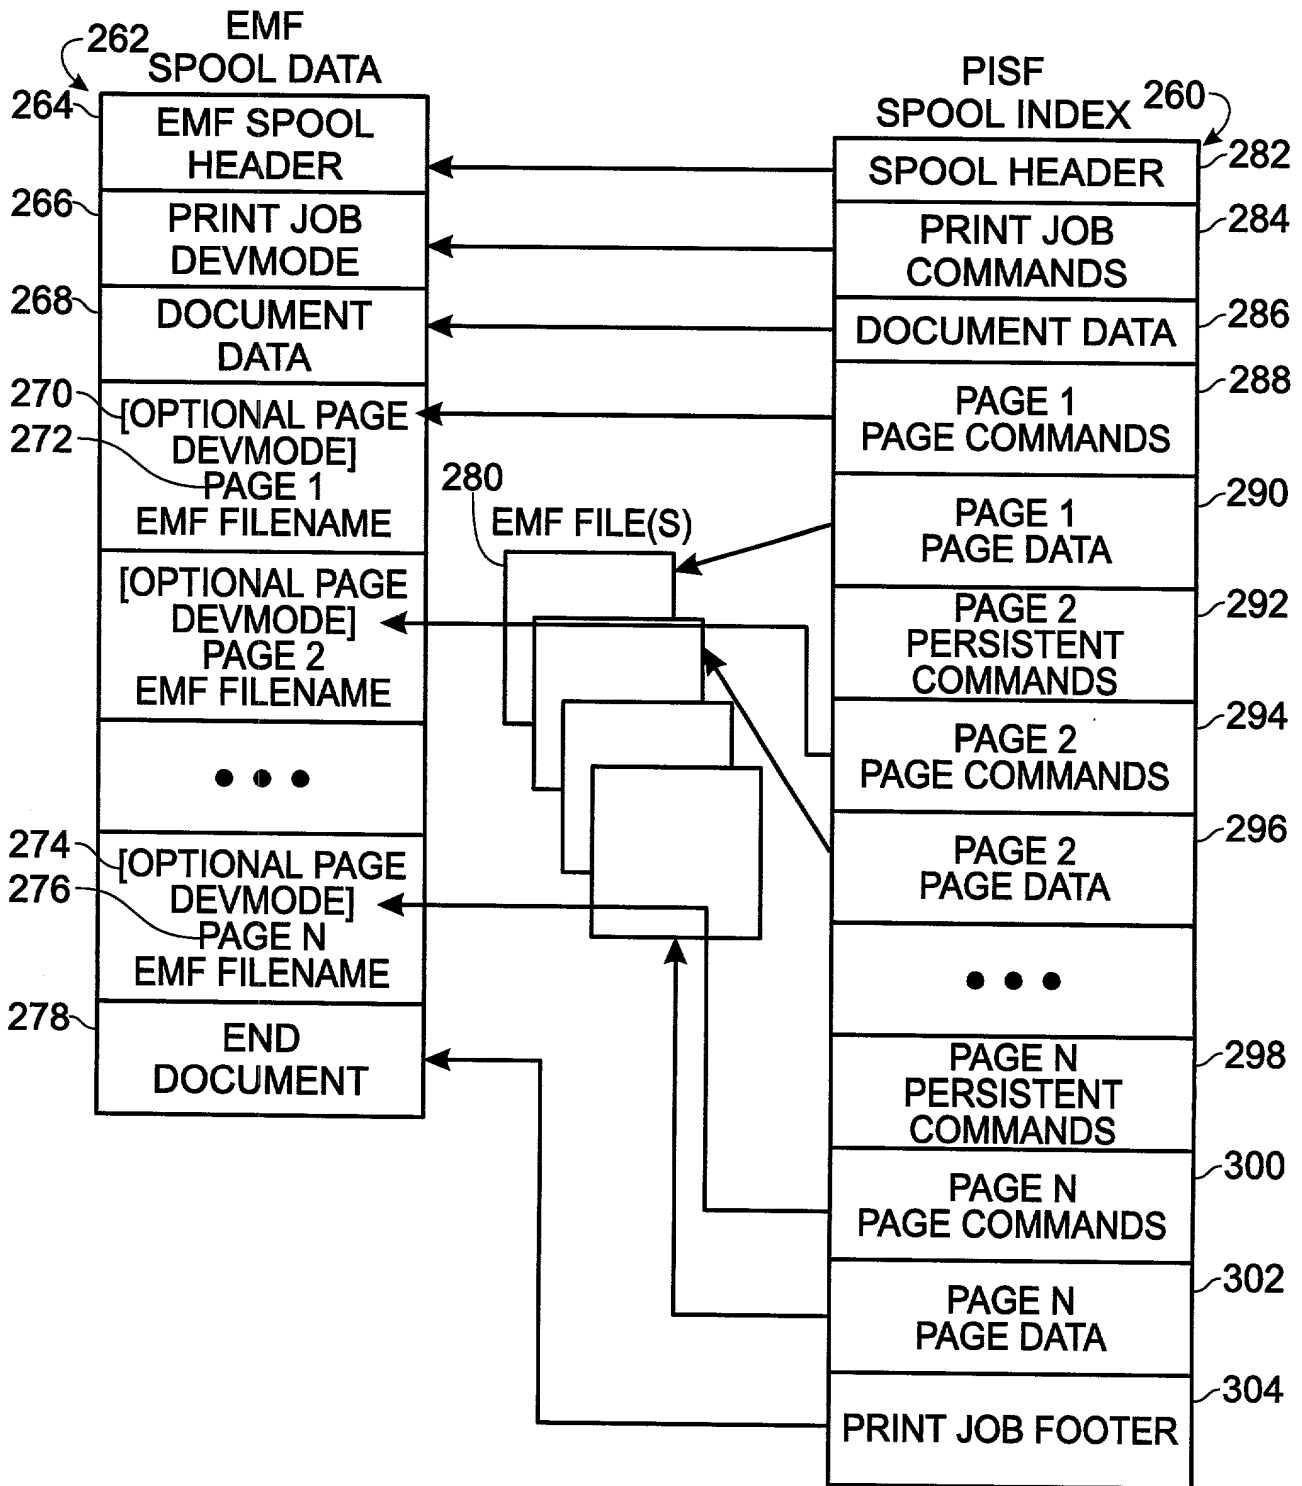 EMF
SPOOL DATA
262
264
EMF SPOOL
HEADER
266
PRINT JOB
DEVMODE
268
DOCUMENT
DATA
270
[OPTIONAL PAGE
DEVMODE]
272
PAGE 1
EMF FILENAME
[OPTIONAL PAGE
DEVMODE]
PAGE 2
EMF FILENAME
274
[OPTIONAL PAGE
DEVMODE]
276
PAGE N
EMF FILENAME
278
END
DOCUMENT
280
EMF FILE(S)
PISF
SPOOL INDEX
260
SPOOL HEADER
282
PRINT JOB
COMMANDS
284
DOCUMENT DATA
286
PAGE 1
PAGE COMMANDS
288
PAGE 1
PAGE DATA
290
PAGE 2
PERSISTENT
COMMANDS
292
PAGE 2
PAGE COMMANDS
294
PAGE 2
PAGE DATA
296
PAGE N
PERSISTENT
COMMANDS
298
PAGE N
PAGE COMMANDS
300
PAGE N
PAGE DATA
302
PRINT JOB FOOTER
304